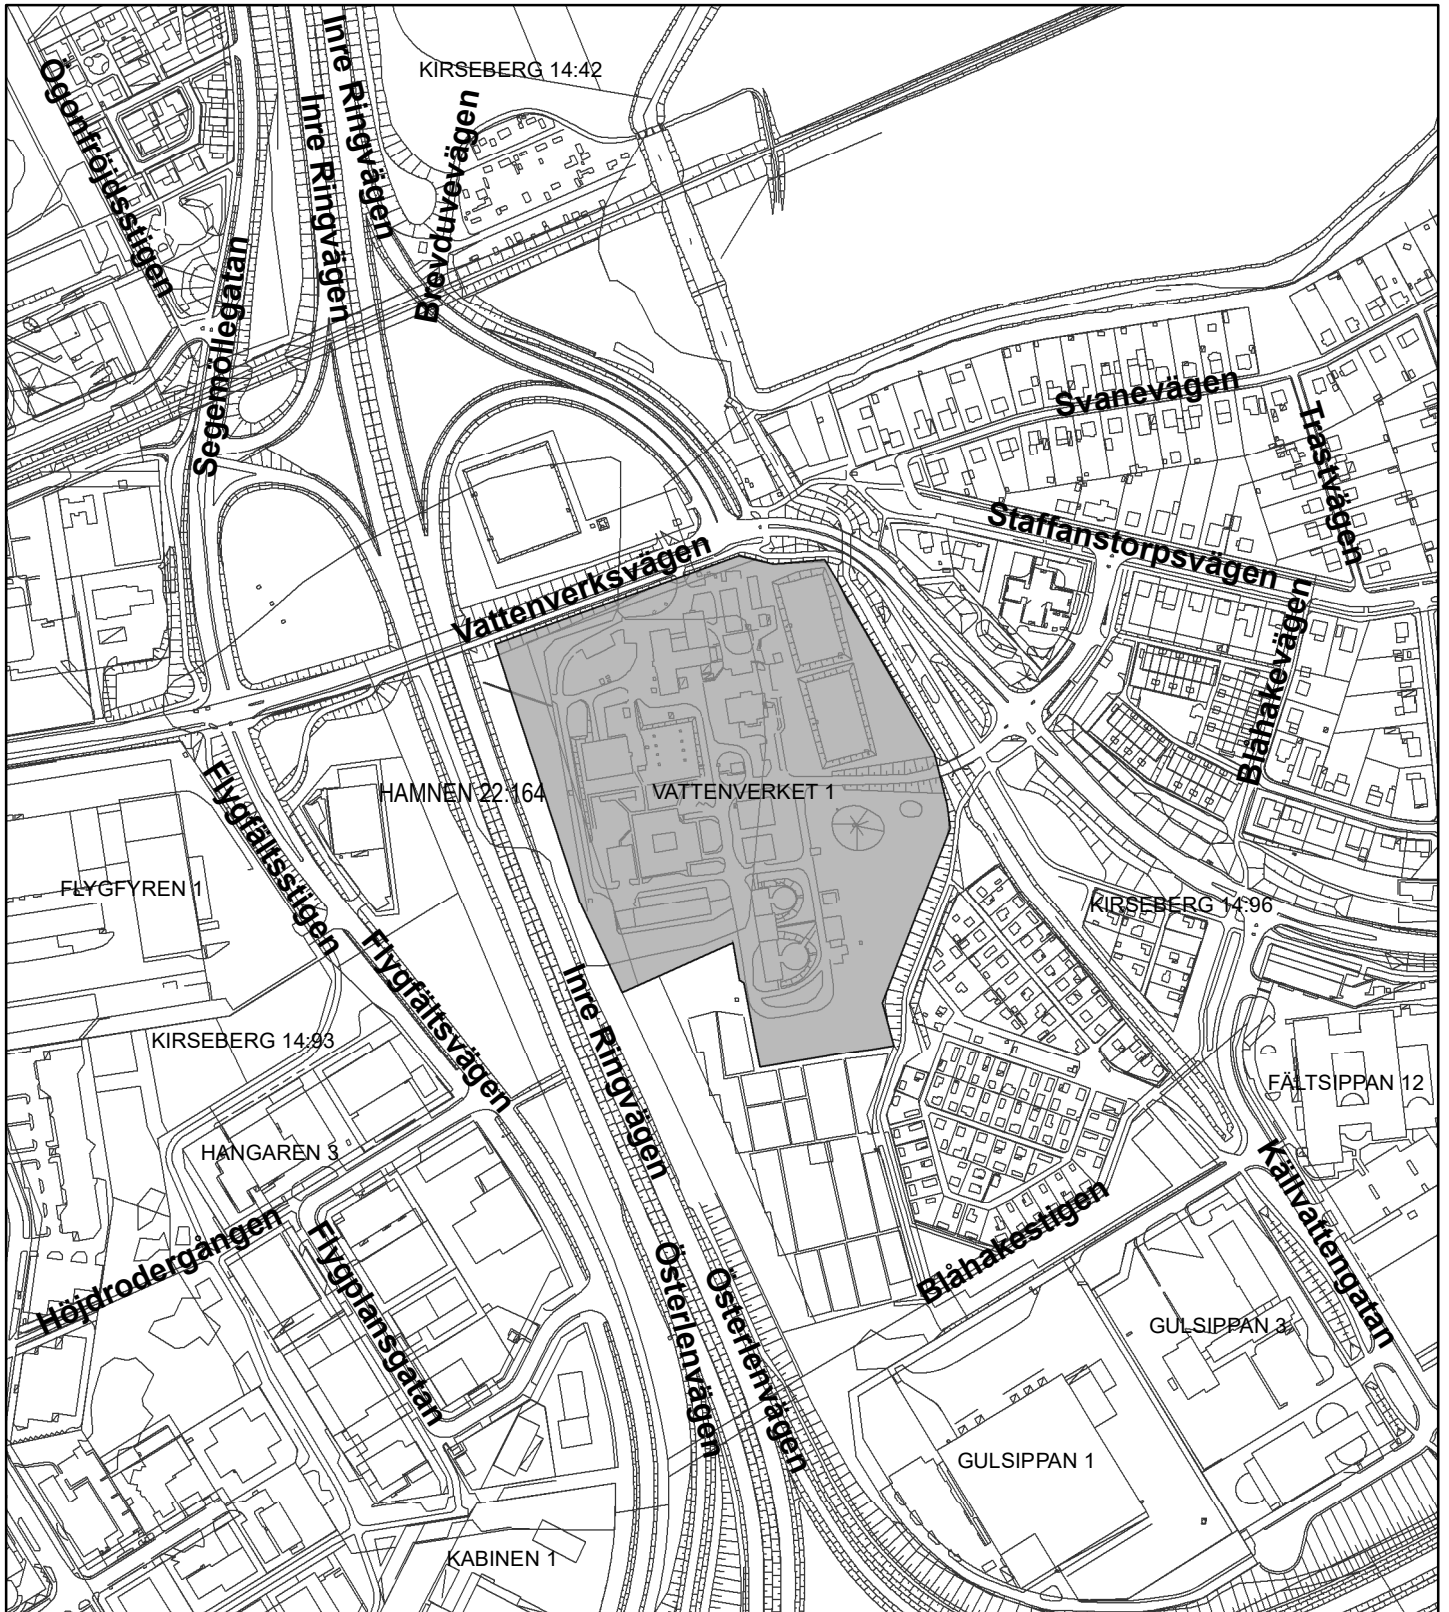 Inre Ringvägen
KIRSEBERG 14:42
Ögonfröjdsstigen
Inre Ringvägen
Brevduvevägen
Segemöllegatan
Svanevägen
Trastvägen
Staffanstorpsvägen
Vattenverksvägen
Blåhakevägen
Flygfältsstigen
HAMNEN 22:164
VATTENVERKET 1
FLYGFYREN 1
KIRSEBERG 14:96
Flygfältsvägen
Inre Ringvägen
KIRSEBERG 14:93
FÄLTSIPPAN 12
HANGAREN 3
Källvattengatan
Höjdrodergången
Flygplansgatan
Blåhakestigen
Österlenvägen
Österlenvägen
GULSIPPAN 3
GULSIPPAN 1
KABINEN 1